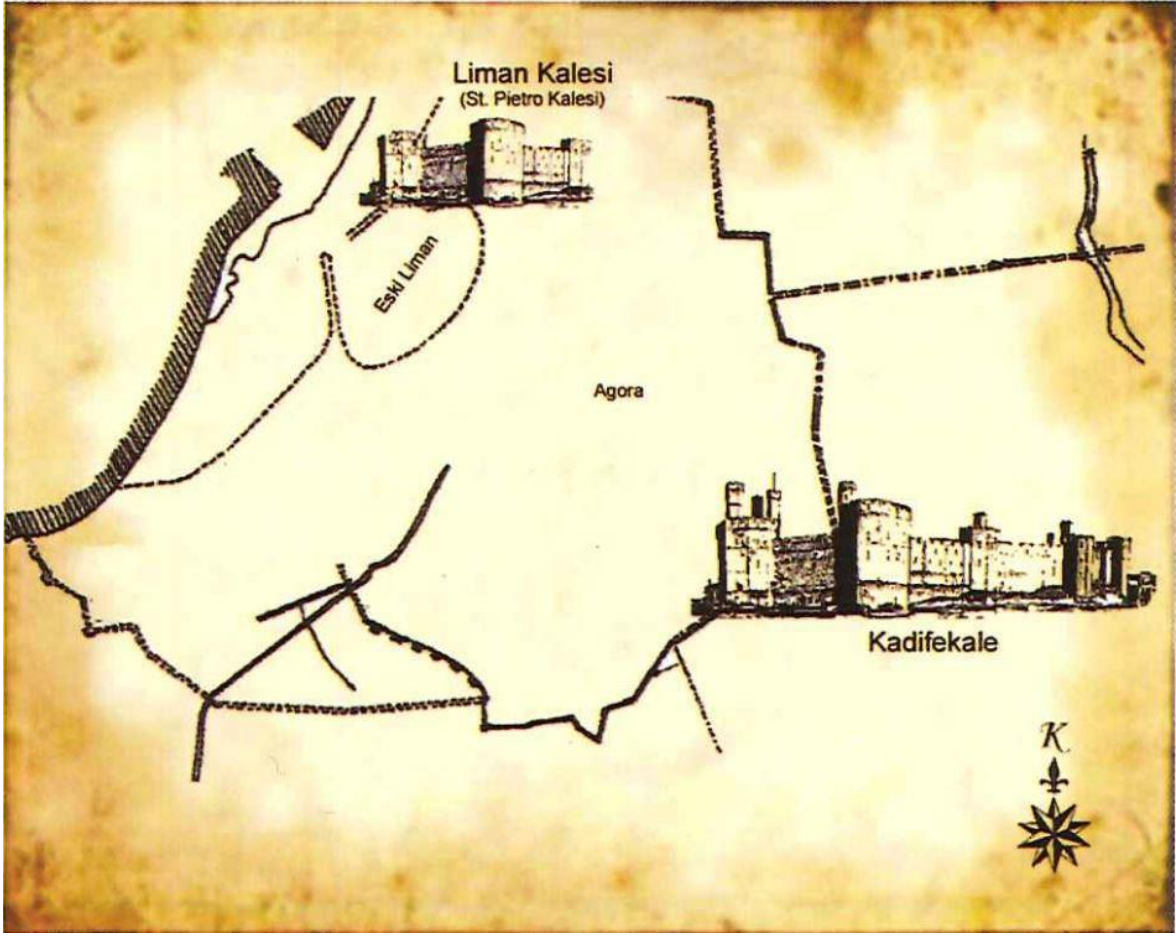 Liman Kalesi
(St. Pietro Kalesi)
Eski Liman
Agora
Kadifekale
K